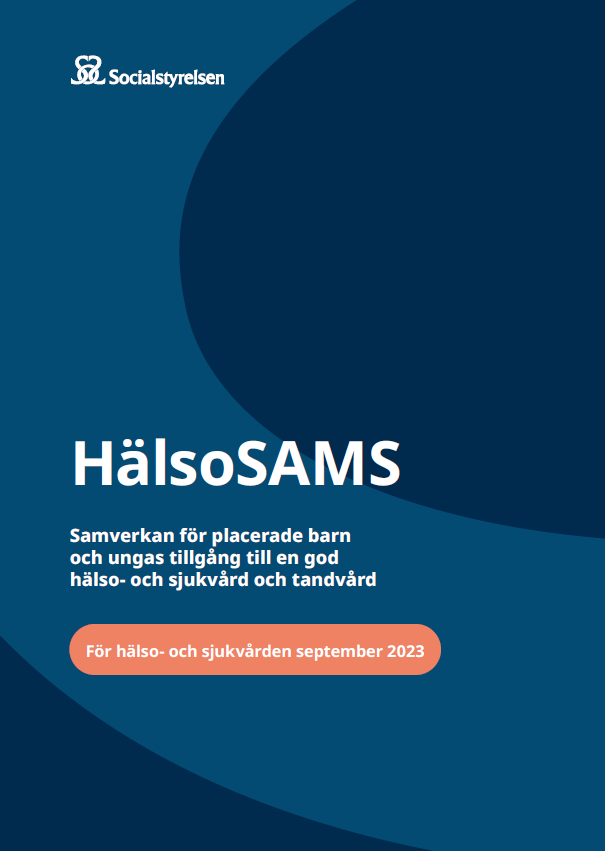 Socialstyrelsen
HälsoSAMS
Samverkan för placerade barn
och ungas tillgång till en god
hälso- och sjukvård och tandvård
För hälso- och sjukvården september 2023